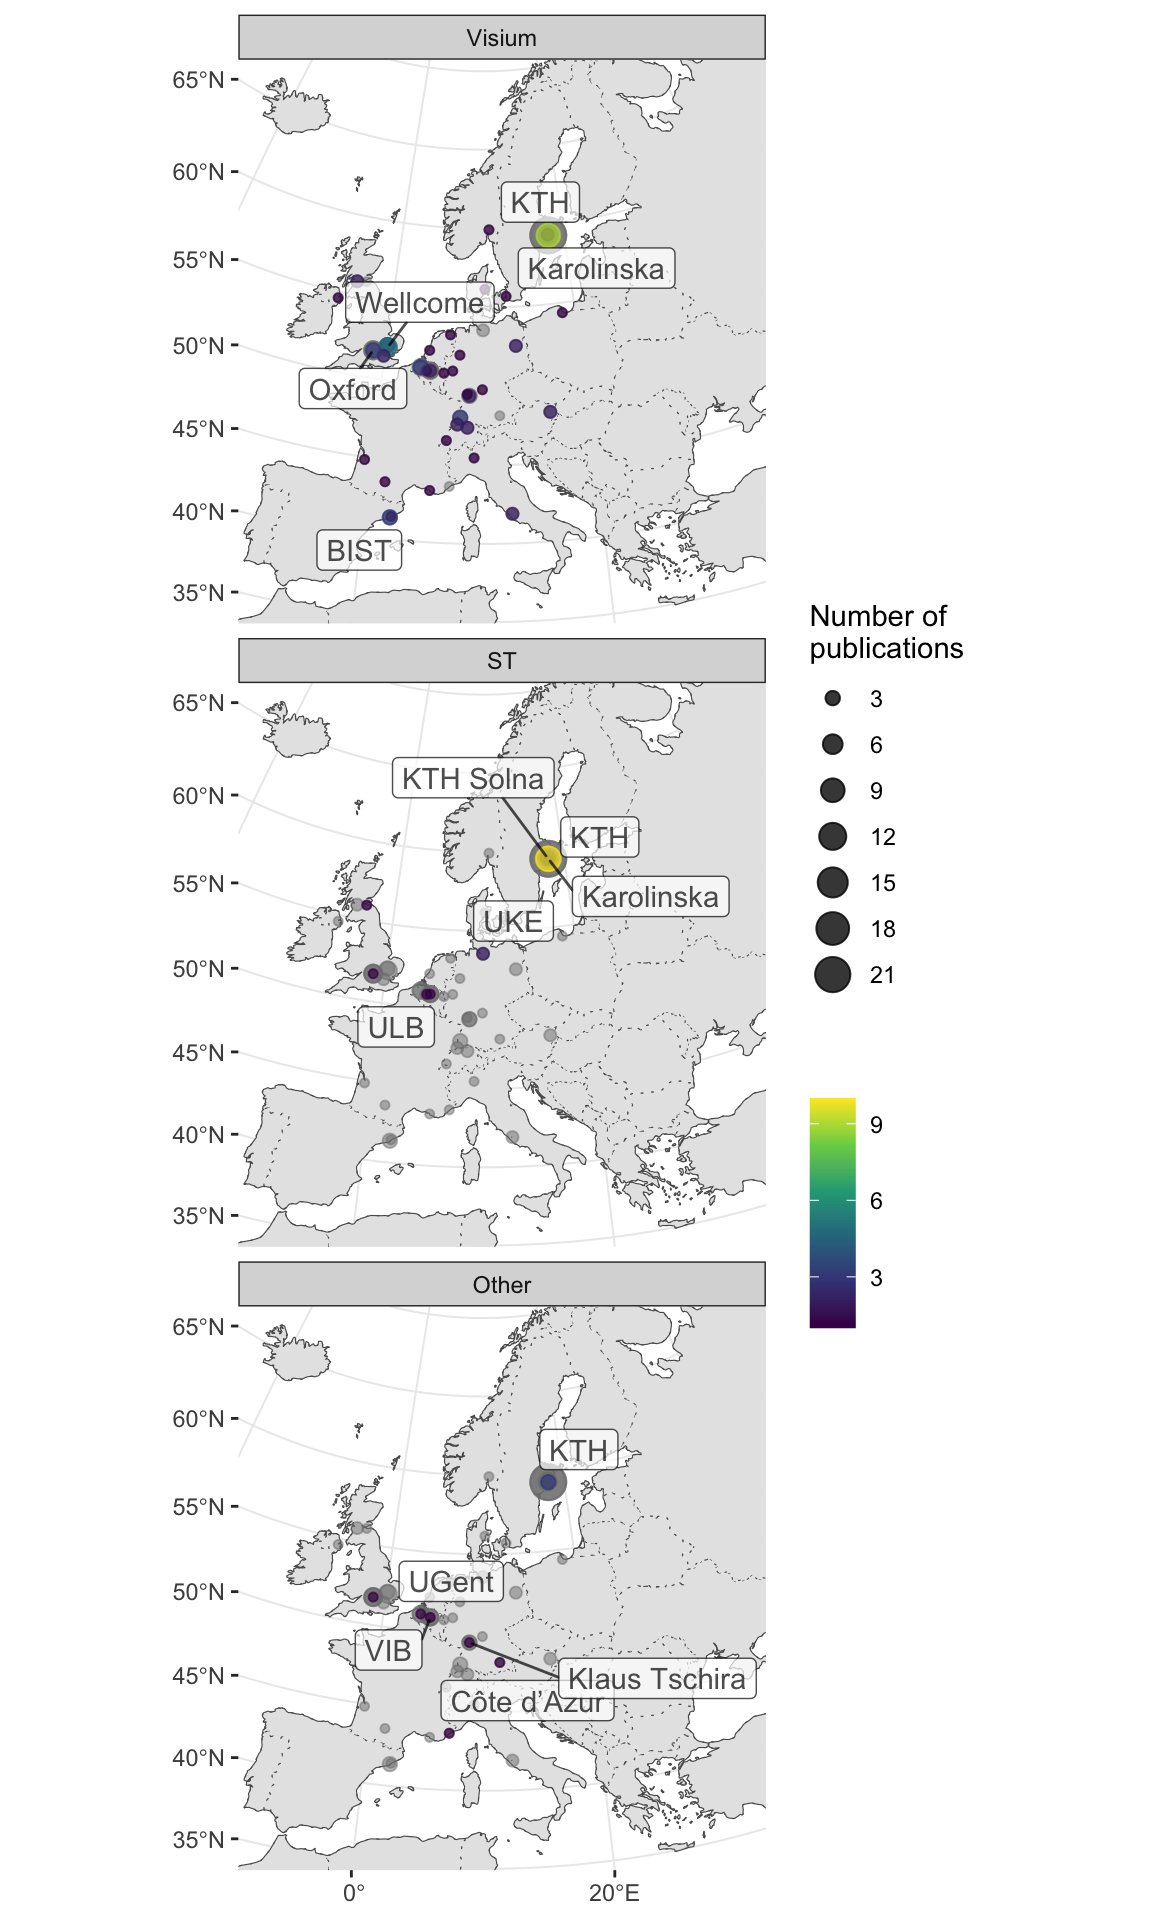 Visium
65°N
60°N
55°N
50°N
45°N
40°N
35°N
KTH
Karolinska
Wellcome
Oxford
BIST
ST
65°N
60°N
55°N
50°N
45°N
40°N
35°N
KTH Solna
KTH
Karolinska
UKE
ULB
Other
65°N
60°N
55°N
50°N
45°N
40°N
35°N
KTH
UGent
VIB
Klaus Tschira
Côte d’Azur
0°
20°E
Number of
publications
3
6
9
12
15
18
21
9
6
3